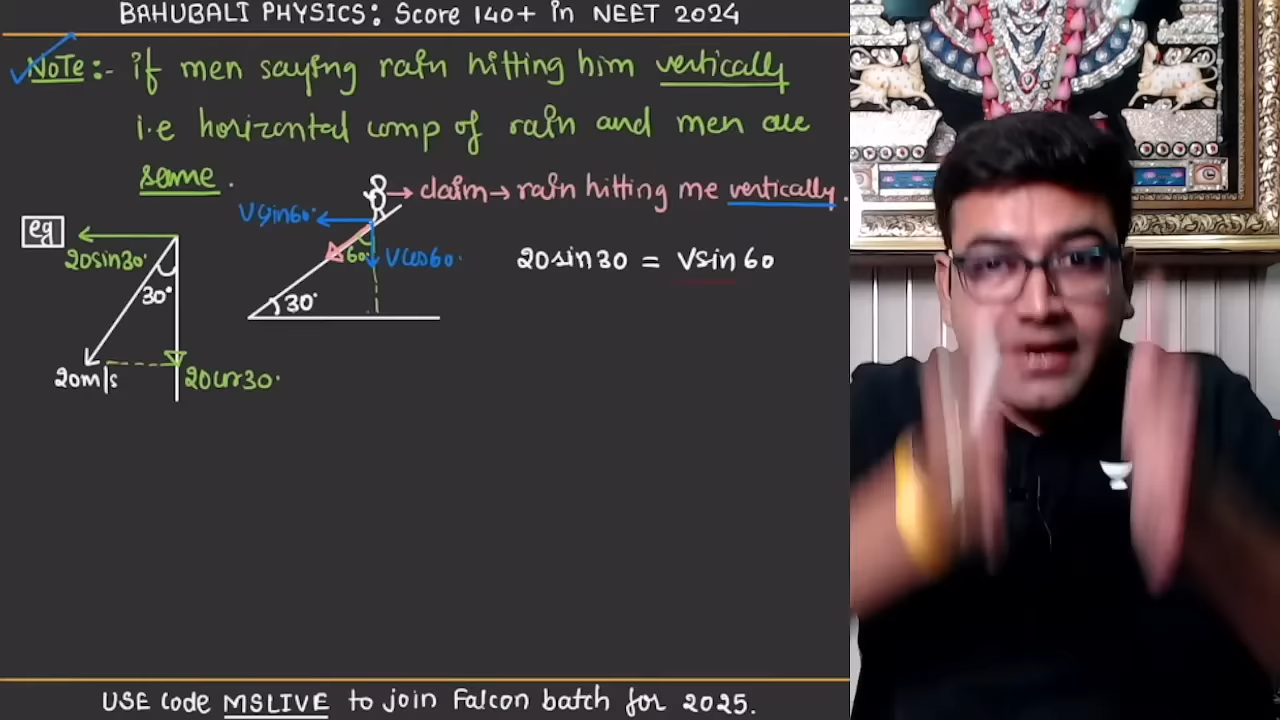 BAHUBALI PHYSICS: Score 140+ in NEET 2024
NOTE:- if men saying rain hitting him vertically
i.e horizontal comp of rain and men are
same.
→ claim → rain hitting me vertically.
Vsin60°
eg
20sin30°
60°
Vcos60°
20sin30 = Vsin60
30°
30°
20m/s
20cos30°
USE Code MSLIVE to join Falcon batch for 2025.